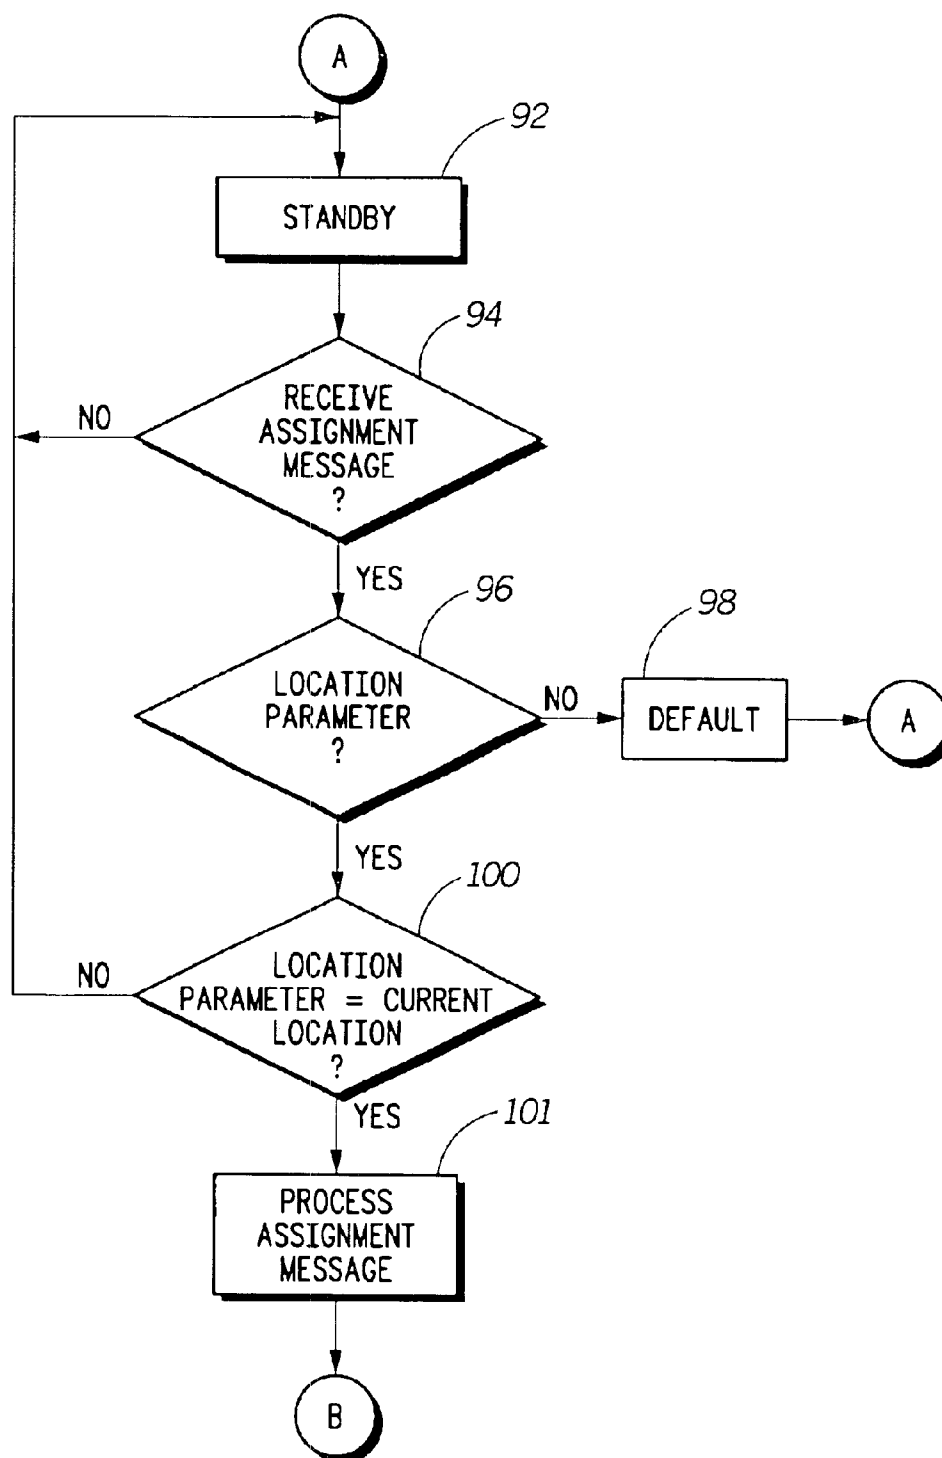 A
92
STANDBY
94
RECEIVE
ASSIGNMENT
MESSAGE
?
NO
YES
96
LOCATION
PARAMETER
?
NO
98
DEFAULT
A
YES
100
LOCATION
PARAMETER = CURRENT
LOCATION
?
NO
YES
101
PROCESS
ASSIGNMENT
MESSAGE
B